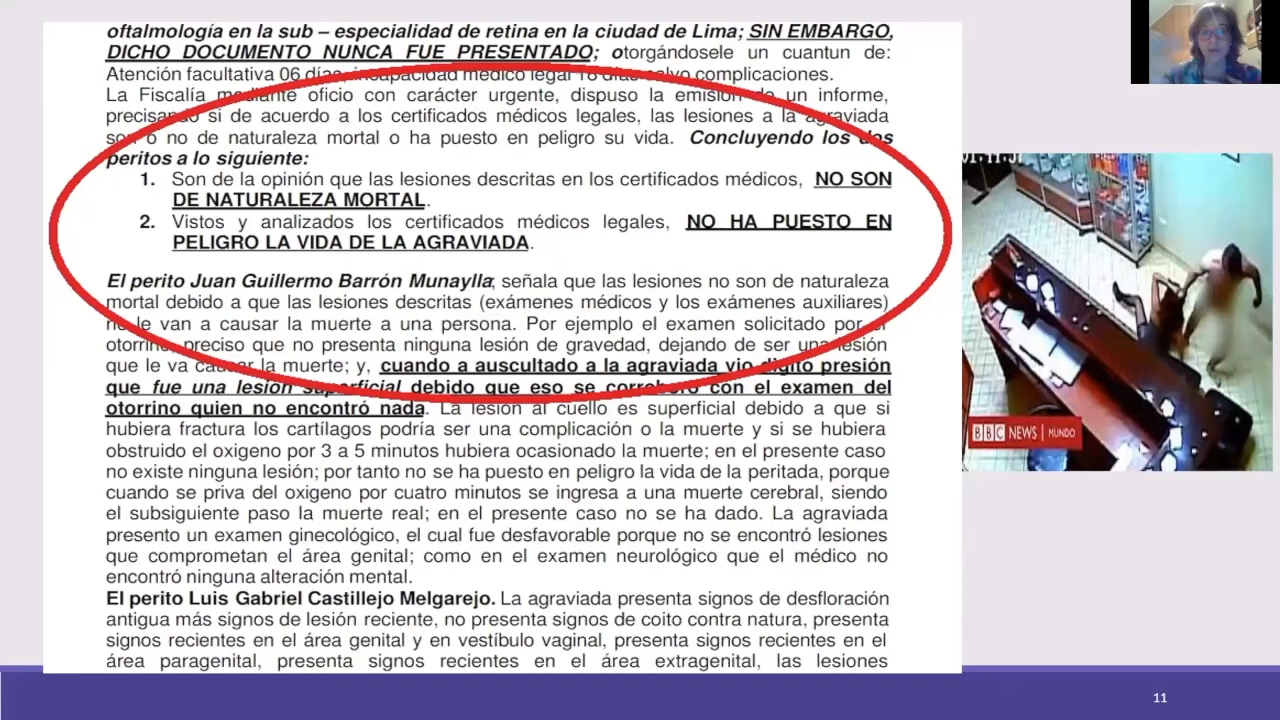 oftalmología en la sub – especialidad de retina en la ciudad de Lima; SIN EMBARGO,
DICHO DOCUMENTO NUNCA FUE PRESENTADO; otorgándosele un cuantun de:
Atención facultativa 06 días, incapacidad médico legal 18 días salvo complicaciones.
La Fiscalía mediante oficio con carácter urgente, dispuso la emisión de un informe,
precisando si de acuerdo a los certificados médicos legales, las lesiones a la agraviada
son o no de naturaleza mortal o ha puesto en peligro su vida. Concluyendo los dos
peritos a lo siguiente:
1. Son de la opinión que las lesiones descritas en los certificados médicos, NO SON
DE NATURALEZA MORTAL.
2. Vistos y analizados los certificados médicos legales, NO HA PUESTO EN
PELIGRO LA VIDA DE LA AGRAVIADA.
El perito Juan Guillermo Barrón Munaylla; señala que las lesiones no son de naturaleza
mortal debido a que las lesiones descritas (exámenes médicos y los exámenes auxiliares)
no le van a causar la muerte a una persona. Por ejemplo el examen solicitado por el
otorrino, preciso que no presenta ninguna lesión de gravedad, dejando de ser una lesión
que le va causar la muerte; y, cuando a auscultado a la agraviada vio digito presión
que fue una lesión superficial debido que eso se corroboró con el examen del
otorrino quien no encontró nada. La lesión al cuello es superficial debido a que si
hubiera fractura los cartílagos podría ser una complicación o la muerte y si se hubiera
obstruido el oxigeno por 3 a 5 minutos hubiera ocasionado la muerte; en el presente caso
no existe ninguna lesión; por tanto no se ha puesto en peligro la vida de la peritada, porque
cuando se priva del oxigeno por cuatro minutos se ingresa a una muerte cerebral, siendo
el subsiguiente paso la muerte real; en el presente caso no se ha dado. La agraviada
presento un examen ginecológico, el cual fue desfavorable porque no se encontró lesiones
que comprometan el área genital; como en el examen neurológico que el médico no
encontró ninguna alteración mental.
El perito Luis Gabriel Castillejo Melgarejo. La agraviada presenta signos de desfloración
antigua más signos de lesión reciente, no presenta signos de coito contra natura, presenta
signos recientes en el área genital y en vestíbulo vaginal, presenta signos recientes en el
área paragenital, presenta signos recientes en el área extragenital, las lesiones
BBC NEWS | MUNDO
11